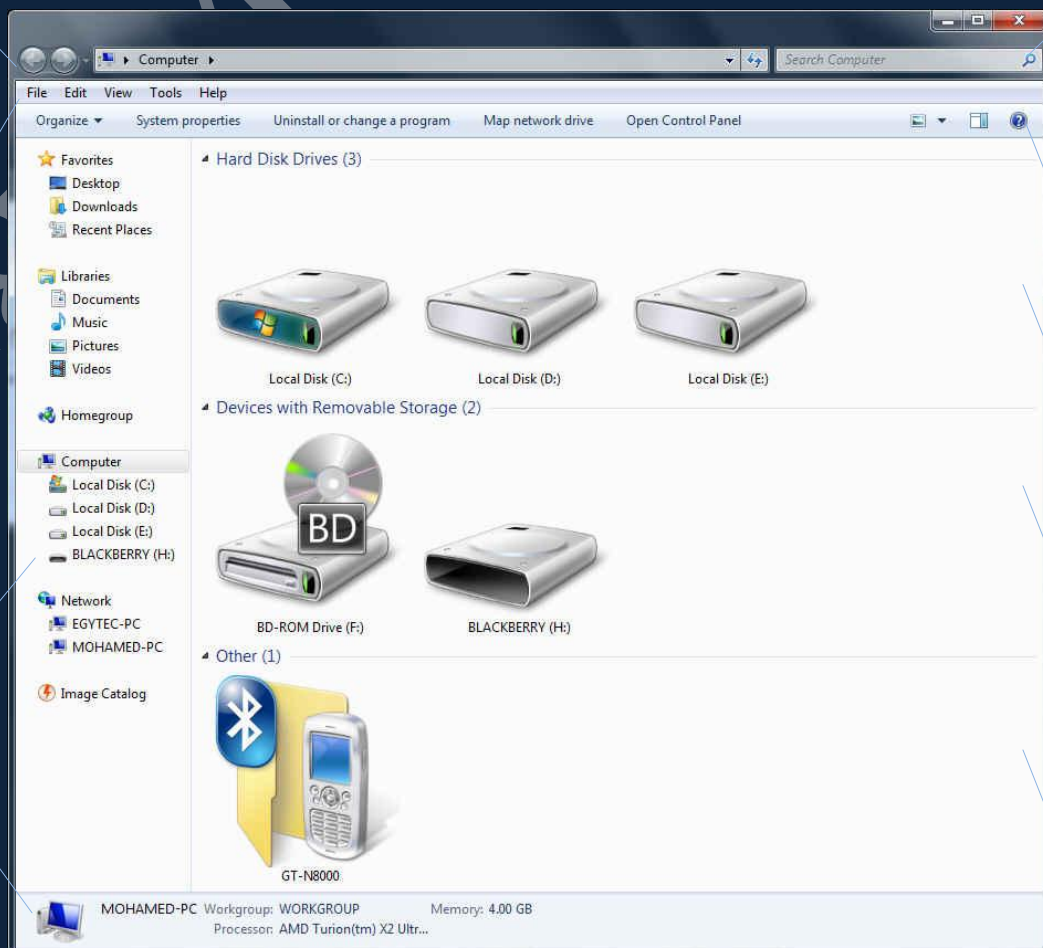 Computer
Search Computer
File Edit View Tools Help
Organize System properties Uninstall or change a program Map network drive Open Control Panel
Favorites
Desktop
Downloads
Recent Places
Libraries
Documents
Music
Pictures
Videos
Homegroup
Computer
Local Disk (C:)
Local Disk (D:)
Local Disk (E:)
BLACKBERRY (H:)
Network
EGYTEC-PC
MOHAMED-PC
Image Catalog
Hard Disk Drives (3)
Local Disk (C:) Local Disk (D:) Local Disk (E:)
Devices with Removable Storage (2)
BD
BD-ROM Drive (F:) BLACKBERRY (H:)
Other (1)
GT-N8000
MOHAMED-PC Workgroup: WORKGROUP Memory: 4.00 GB
Processor: AMD Turion(tm) X2 Ultr...